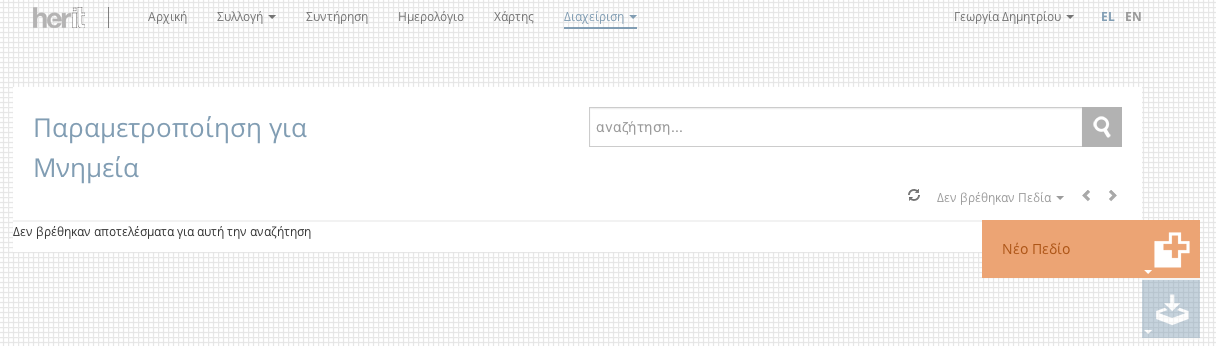 herit
Αρχική Συλλογή Συντήρηση Ημερολόγιο Χάρτης Διαχείριση Γεωργία Δημητρίου EL EN
Παραμετροποίηση για
Μνημεία
αναζήτηση...
Δεν βρέθηκαν Πεδία
Δεν βρέθηκαν αποτελέσματα για αυτή την αναζήτηση
Νέο Πεδίο